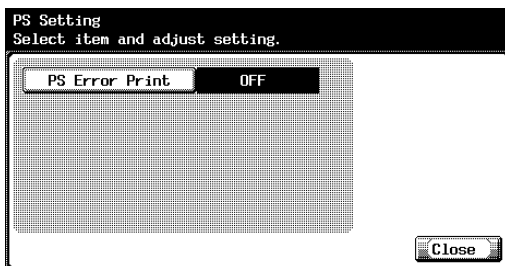 PS Setting
Select item and adjust setting.
PS Error Print OFF
Close